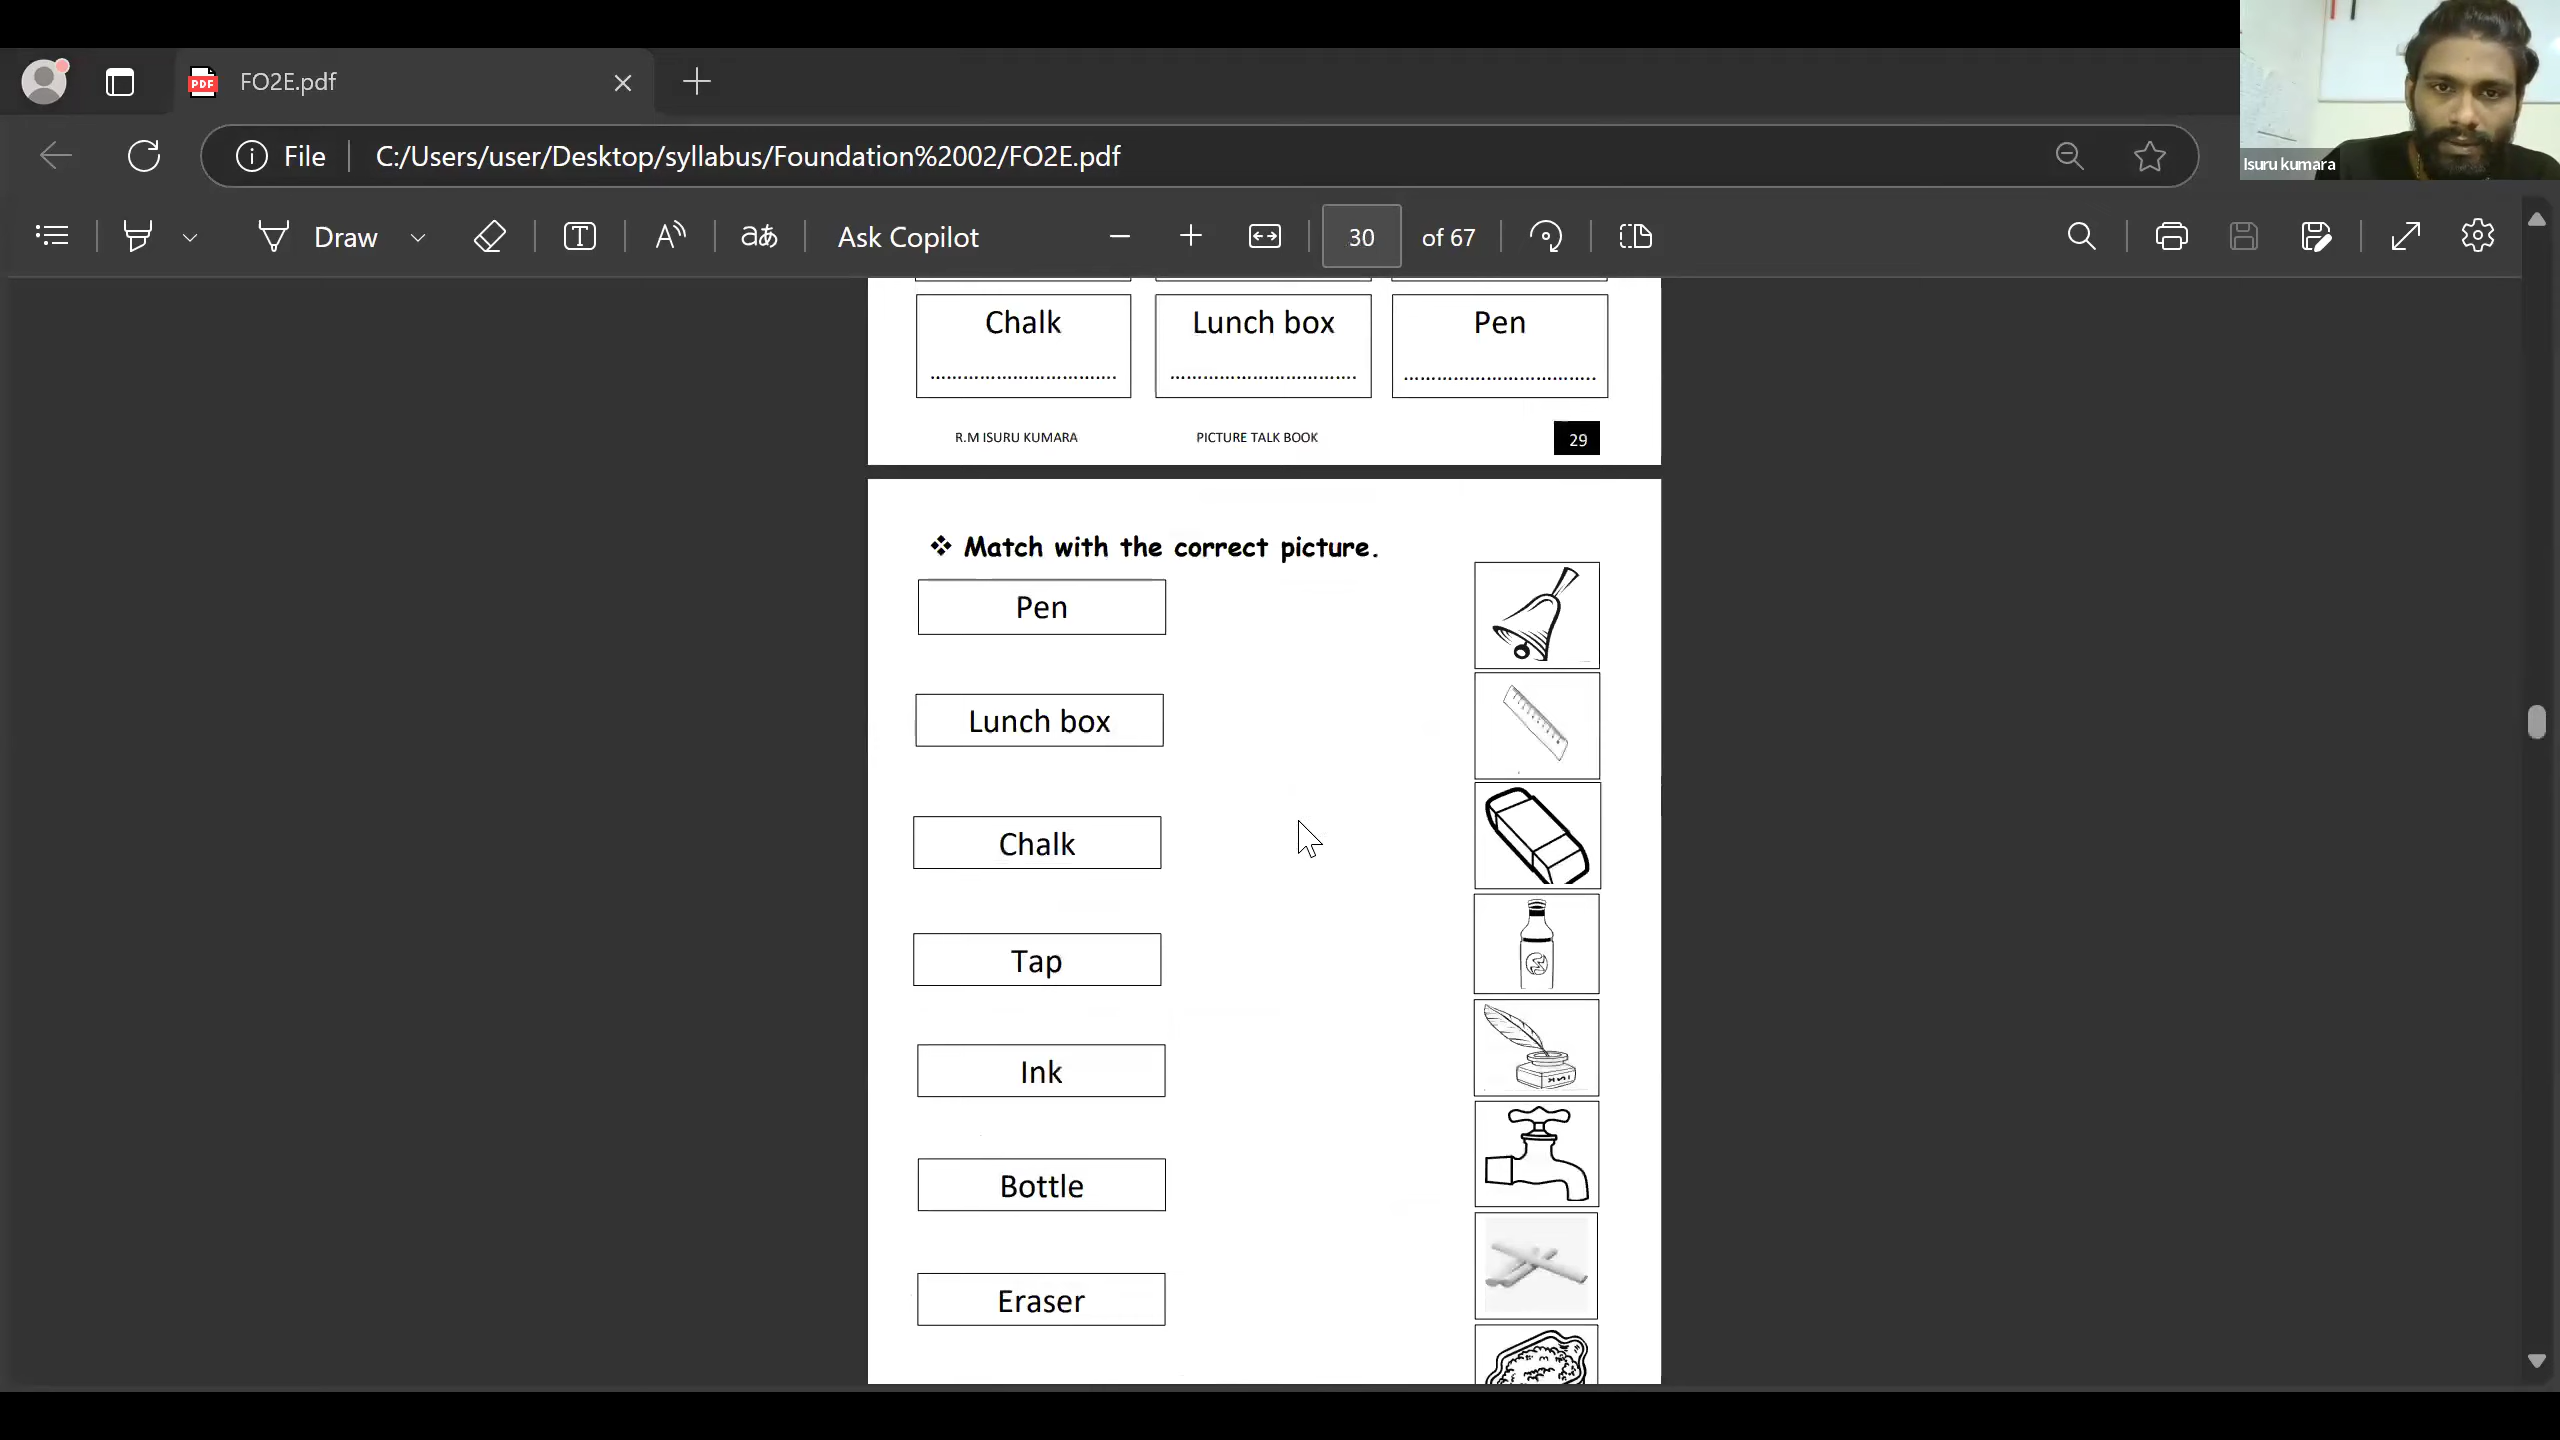 FO2E.pdf
File
C:/Users/user/Desktop/syllabus/Foundation%2002/FO2E.pdf
Isuru kumara
Draw
aあ
Ask Copilot
30 of 67
Chalk Lunch box Pen
R.M ISURU KUMARA PICTURE TALK BOOK 29
❖ Match with the correct picture.
Pen
Lunch box
Chalk
Tap
Ink
Bottle
Eraser